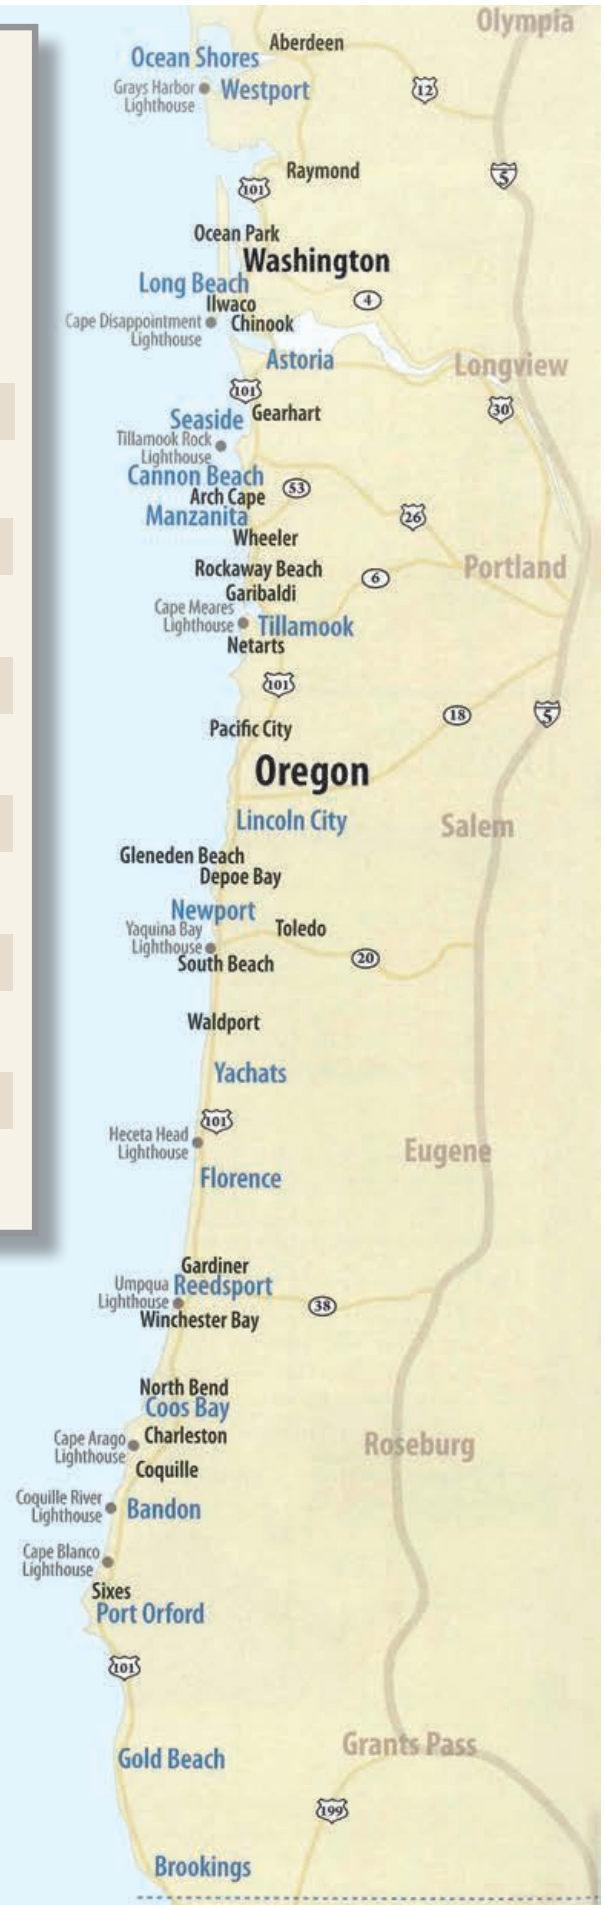 Olympia
Aberdeen
Ocean Shores
Grays Harbor
Lighthouse
Westport
12
Raymond
5
101
Ocean Park
Washington
Long Beach
4
Ilwaco
Cape Disappointment
Lighthouse
Chinook
Astoria
Longview
101
30
Gearhart
Seaside
Tillamook Rock
Lighthouse
Cannon Beach
53
Arch Cape
Manzanita
26
Wheeler
Rockaway Beach
Portland
6
Garibaldi
Cape Meares
Lighthouse
Tillamook
Netarts
101
18
5
Pacific City
Oregon
Lincoln City
Salem
Gleneden Beach
Depoe Bay
Newport
Yaquina Bay
Lighthouse
Toledo
20
South Beach
Waldport
Yachats
101
Heceta Head
Lighthouse
Eugene
Florence
Gardiner
Umpqua
Lighthouse
Reedsport
38
Winchester Bay
North Bend
Coos Bay
Cape Arago
Lighthouse
Charleston
Roseburg
Coquille
Coquille River
Lighthouse
Bandon
Cape Blanco
Lighthouse
Sixes
Port Orford
101
Grants Pass
Gold Beach
199
Brookings